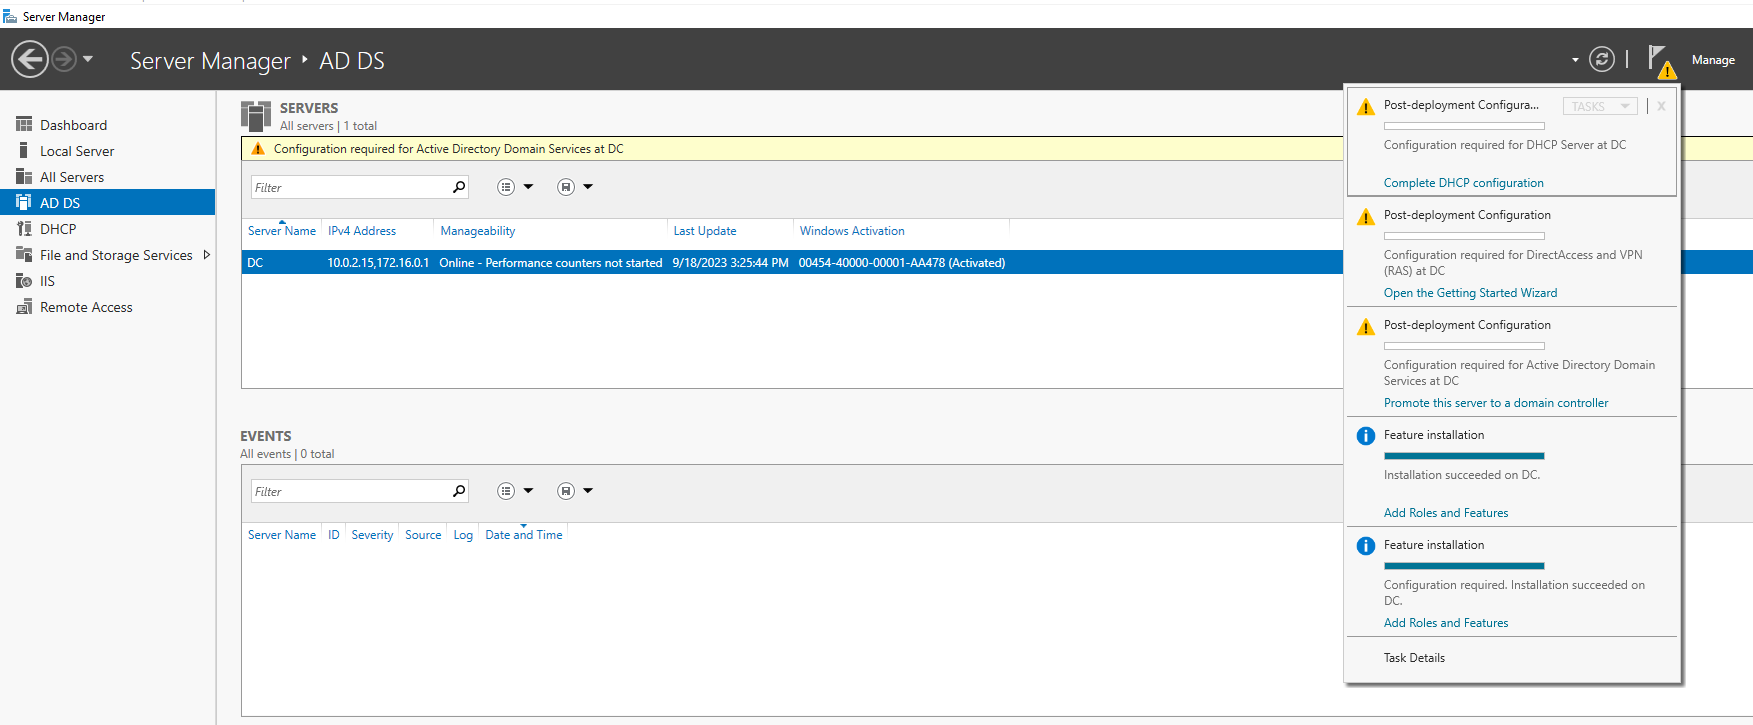 Server Manager
Server Manager ‣ AD DS
Manage
Dashboard
Local Server
All Servers
AD DS
DHCP
File and Storage Services
IIS
Remote Access
SERVERS
All servers | 1 total
Configuration required for Active Directory Domain Services at DC
Filter
Server Name IPv4 Address Manageability Last Update Windows Activation
DC 10.0.2.15,172.16.0.1 Online - Performance counters not started 9/18/2023 3:25:44 PM 00454-40000-00001-AA478 (Activated)
EVENTS
All events | 0 total
Filter
Server Name ID Severity Source Log Date and Time
Post-deployment Configura... TASKS X
Configuration required for DHCP Server at DC
Complete DHCP configuration
Post-deployment Configuration
Configuration required for DirectAccess and VPN
(RAS) at DC
Open the Getting Started Wizard
Post-deployment Configuration
Configuration required for Active Directory Domain
Services at DC
Promote this server to a domain controller
Feature installation
Installation succeeded on DC.
Add Roles and Features
Feature installation
Configuration required. Installation succeeded on
DC.
Add Roles and Features
Task Details